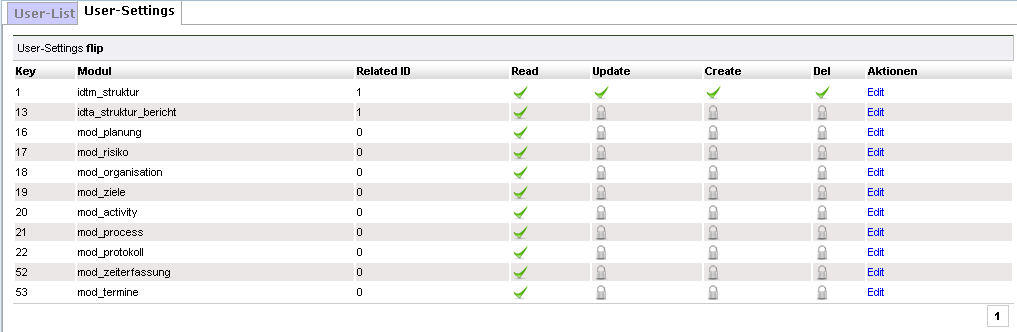 User-List User-Settings
User-Settings flip
Key Modul Related ID Read Update Create Del Aktionen
1 idtm_struktur 1 Edit
13 idta_struktur_bericht 1 Edit
16 mod_planung 0 Edit
17 mod_risiko 0 Edit
18 mod_organisation 0 Edit
19 mod_ziele 0 Edit
20 mod_activity 0 Edit
21 mod_process 0 Edit
22 mod_protokoll 0 Edit
52 mod_zeiterfassung 0 Edit
53 mod_termine 0 Edit
1